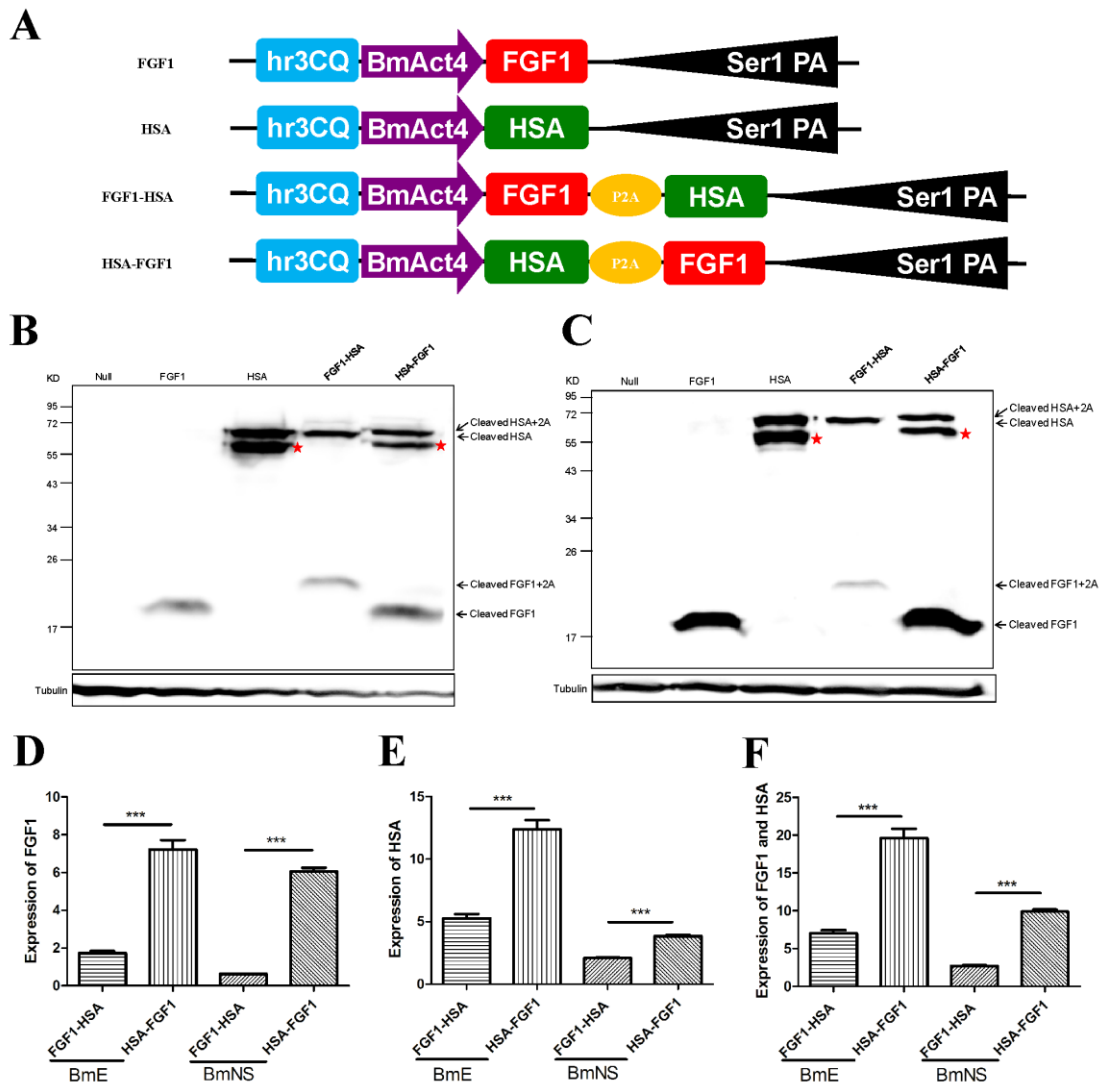 A
FGF1 hr3CQ BmAct4 FGF1 Ser1 PA
HSA hr3CQ BmAct4 HSA Ser1 PA
FGF1-HSA hr3CQ BmAct4 FGF1 P2A HSA Ser1 PA
HSA-FGF1 hr3CQ BmAct4 HSA P2A FGF1 Ser1 PA
B
KD Null FGF1 HSA FGF1-HSA HSA-FGF1
95
72
55
43
34
26
17
Cleaved HSA+2A
Cleaved HSA
Cleaved FGF1+2A
Cleaved FGF1
Tubulin
C
KD Null FGF1 HSA FGF1-HSA HSA-FGF1
95
72
55
43
34
26
17
Cleaved HSA+2A
Cleaved HSA
Cleaved FGF1+2A
Cleaved FGF1
Tubulin
D
Expression of FGF1
10
8
6
4
2
0
***
***
FGF1-HSA HSA-FGF1 FGF1-HSA HSA-FGF1
BmE BmNS
E
Expression of HSA
15
10
5
0
***
***
FGF1-HSA HSA-FGF1 FGF1-HSA HSA-FGF1
BmE BmNS
F
Expression of FGF1 and HSA
25
20
15
10
5
0
***
***
FGF1-HSA HSA-FGF1 FGF1-HSA HSA-FGF1
BmE BmNS